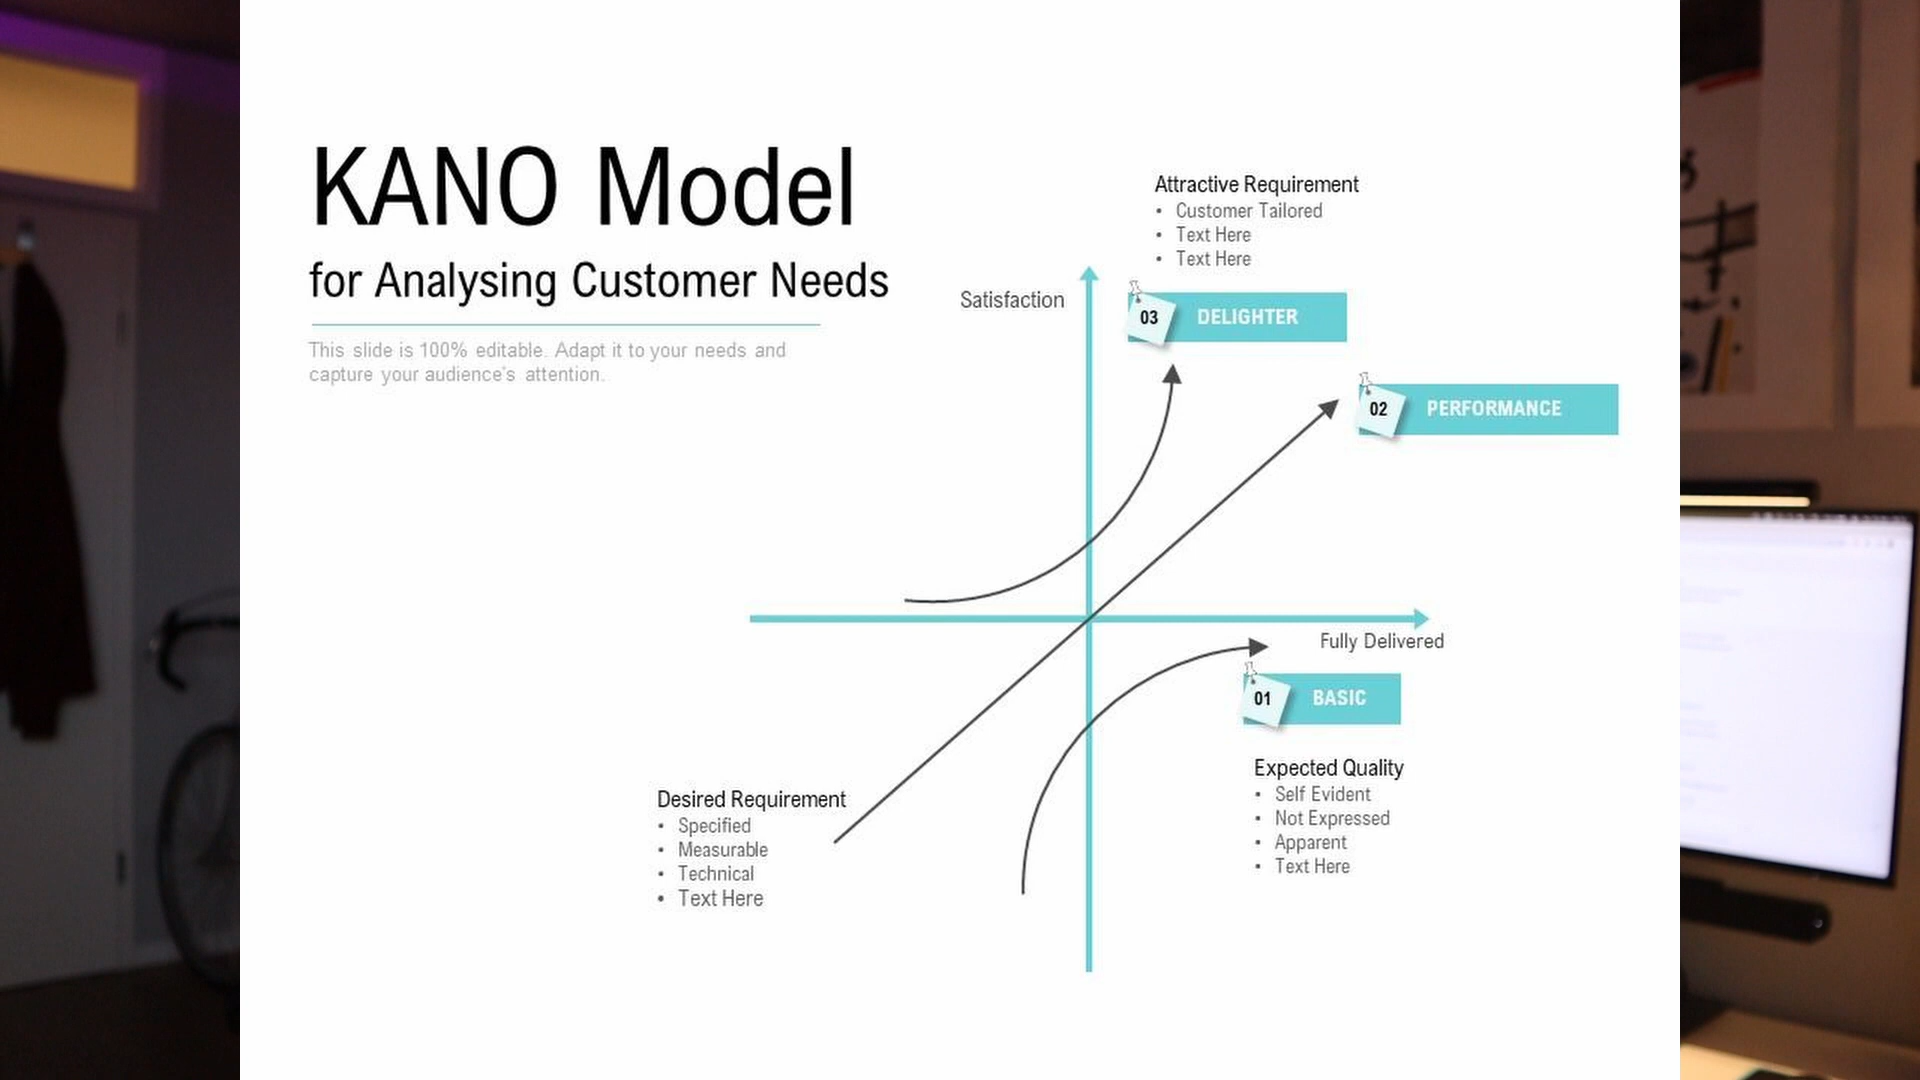 KANO Model
for Analysing Customer Needs
This slide is 100% editable. Adapt it to your needs and
capture your audience's attention.
Attractive Requirement
• Customer Tailored
• Text Here
• Text Here
Satisfaction
03 DELIGHTER
02 PERFORMANCE
Fully Delivered
01 BASIC
Expected Quality
• Self Evident
• Not Expressed
• Apparent
• Text Here
Desired Requirement
• Specified
• Measurable
• Technical
• Text Here